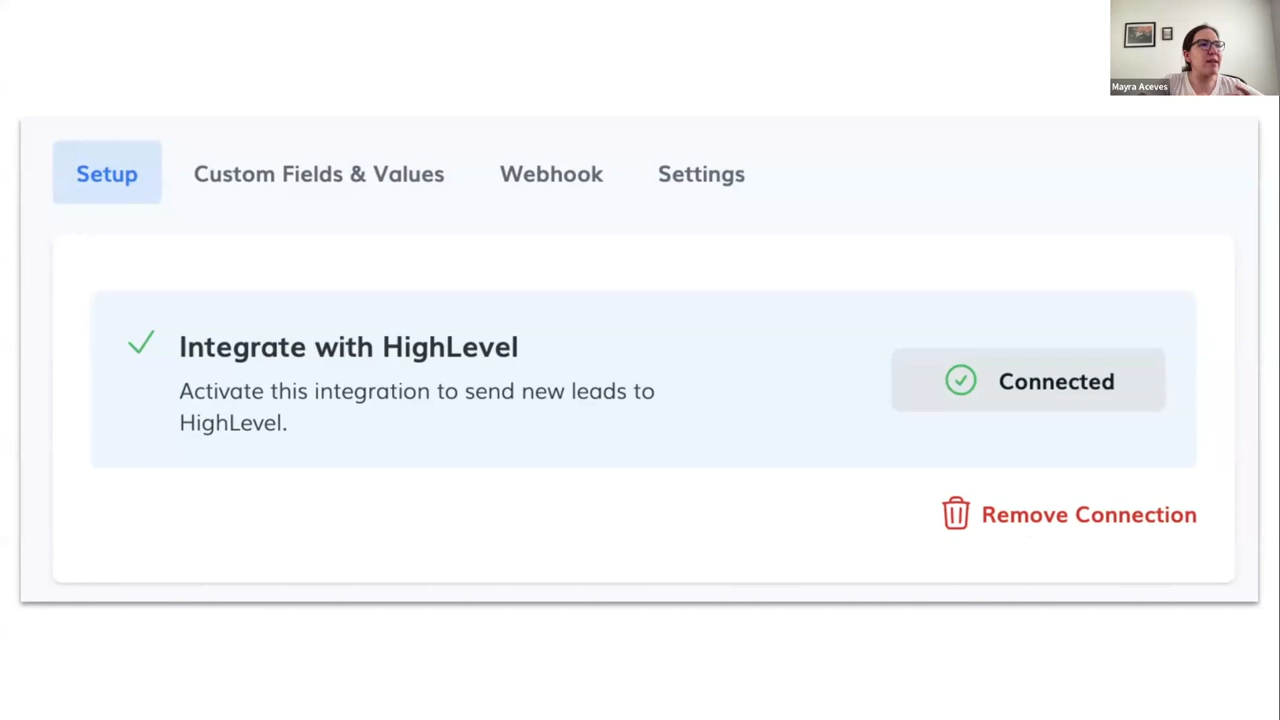 Mayra Aceves
Setup
Custom Fields & Values
Webhook
Settings
Integrate with HighLevel
Activate this integration to send new leads to
HighLevel.
Connected
Remove Connection